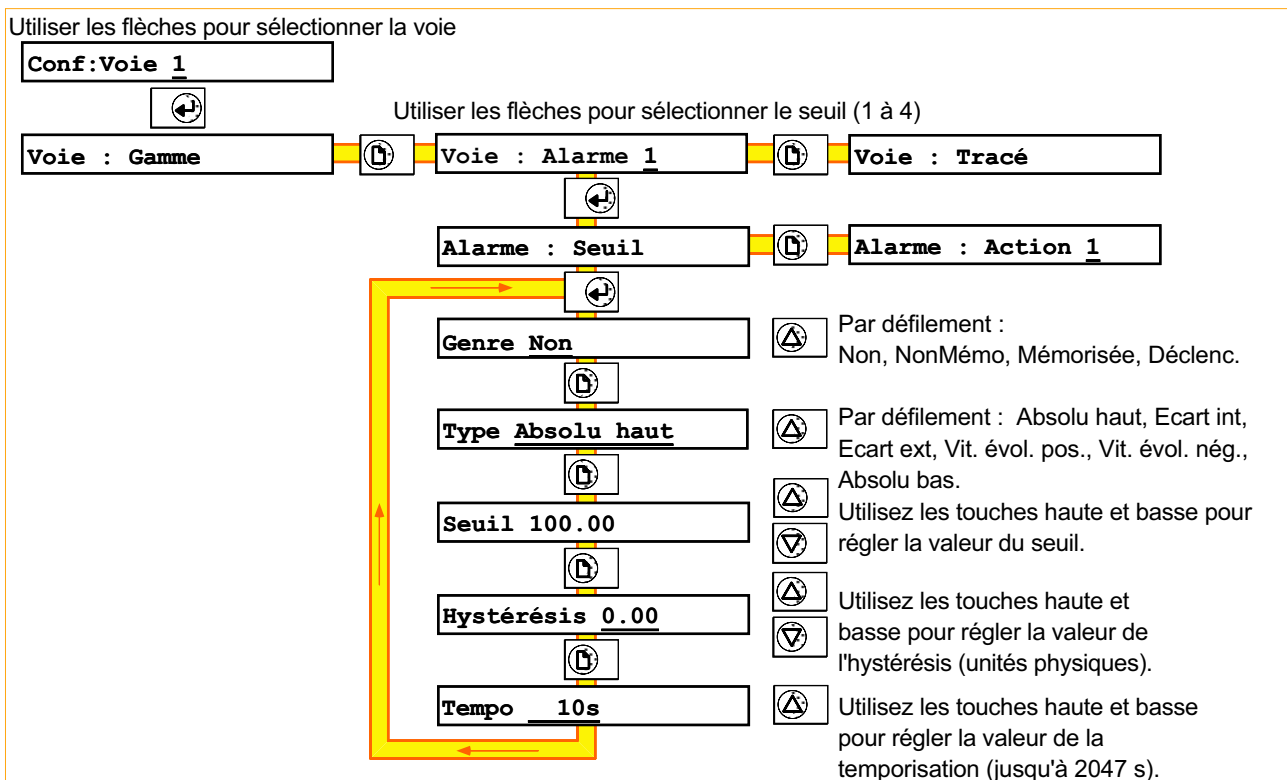 Utiliser les flèches pour sélectionner la voie
Conf:Voie 1
Utiliser les flèches pour sélectionner le seuil (1 à 4)
Voie : Gamme
Voie : Alarme 1
Voie : Tracé
Alarme : Seuil
Alarme : Action 1
Genre Non
Par défilement :
Non, NonMémo, Mémorisée, Déclenc.
Type Absolu haut
Par défilement : Absolu haut, Ecart int,
Ecart ext, Vit. évol. pos., Vit. évol. nég.,
Absolu bas.
Seuil 100.00
Utilisez les touches haute et basse pour
régler la valeur du seuil.
Hystérésis 0.00
Utilisez les touches haute et
basse pour régler la valeur de
l'hystérésis (unités physiques).
Tempo 10s
Utilisez les touches haute et basse
pour régler la valeur de la
temporisation (jusqu'à 2047 s).